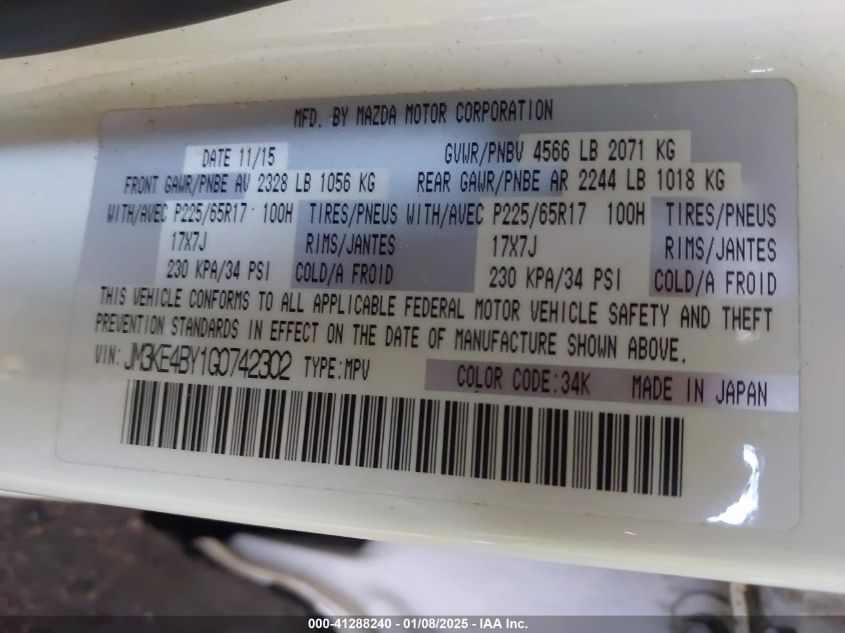 MFD. BY MAZDA MOTOR CORPORATION
DATE 11/15 GVWR/PNBV 4566 LB 2071 KG
FRONT GAWR/PNBE AV 2328 LB 1056 KG REAR GAWR/PNBE AR 2244 LB 1018 KG
WITH/AVEC P225/65R17 100H TIRES/PNEUS WITH/AVEC P225/65R17 100H TIRES/PNEUS
17X7J RIMS/JANTES 17X7J RIMS/JANTES
230 KPA/34 PSI COLD/A FROID 230 KPA/34 PSI COLD/A FROID
THIS VEHICLE CONFORMS TO ALL APPLICABLE FEDERAL MOTOR VEHICLE SAFETY AND THEFT
PREVENTION STANDARDS IN EFFECT ON THE DATE OF MANUFACTURE SHOWN ABOVE.
VIN: JM3KE4BY1G0742302 TYPE:MPV COLOR CODE:34K MADE IN JAPAN
000-41288240 - 01/08/2025 - IAA Inc.